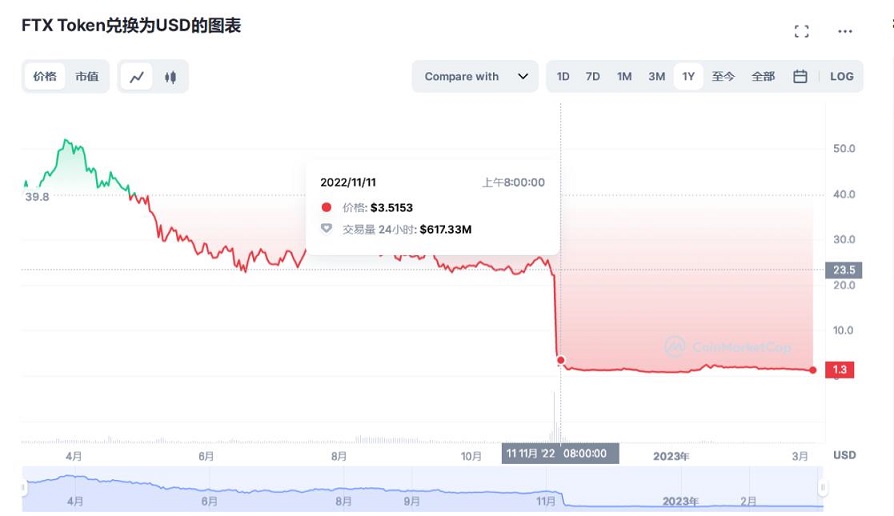 FTX Token兑换为USD的图表
价格 市值 Compare with 1D 7D 1M 3M 1Y 至今 全部 LOG
50.0
2022/11/11 上午8:00:00
39.8
40.0
价格: $3.5153
交易量 24小时: $617.33M
30.0
23.5
20.0
10.0
CoinMarketCap
1.3
4月 6月 8月 10月 11 11月 '22 08:00:00 2023年 3月 USD
4月 6月 8月 9月 11月 2023年 2月